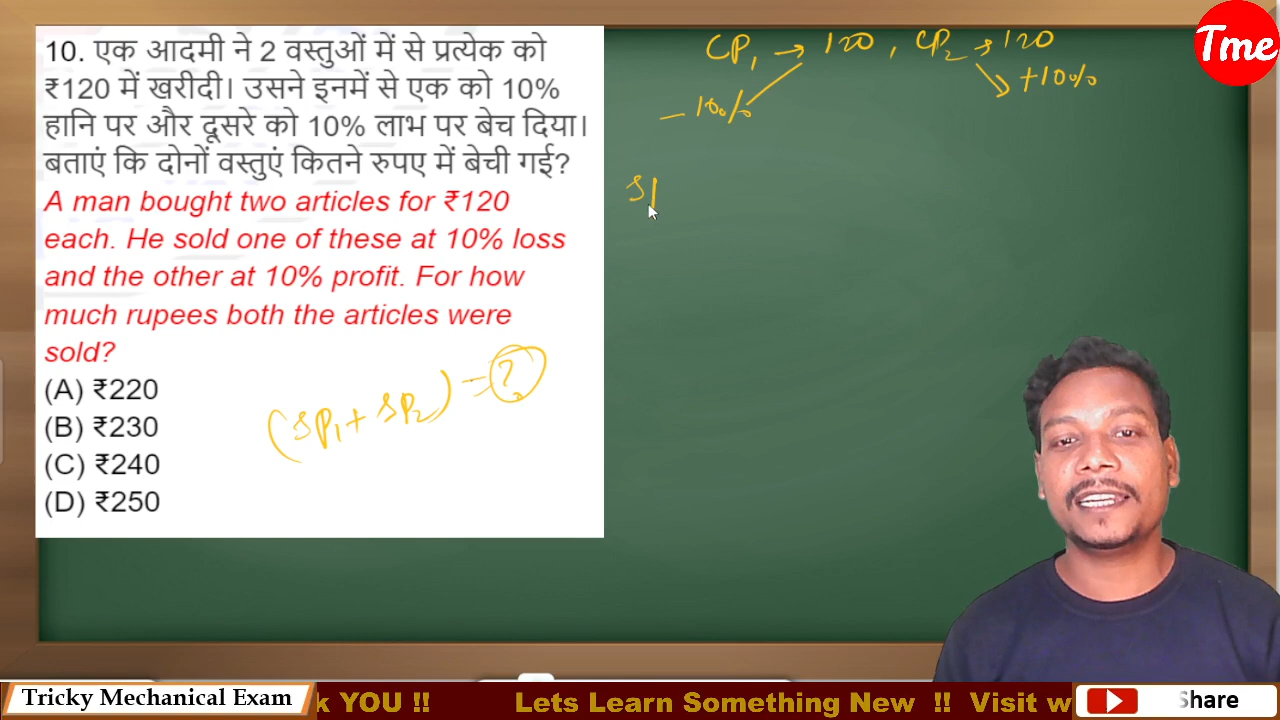 10. एक आदमी ने 2 वस्तुओं में से प्रत्येक को
₹120 में खरीदी। उसने इनमें से एक को 10%
हानि पर और दूसरे को 10% लाभ पर बेच दिया।
बताएं कि दोनों वस्तुएं कितने रुपए में बेची गई?
A man bought two articles for ₹120
each. He sold one of these at 10% loss
and the other at 10% profit. For how
much rupees both the articles were
sold?
(A) ₹220
(B) ₹230
(C) ₹240
(D) ₹250
(SP₁ + SP₂) = ?
CP₁ → 120 , CP₂ → 120
- 10% +10%
SP
Tme
Tricky Mechanical Exam
k YOU !! Lets Learn Something New !! Visit w
Share